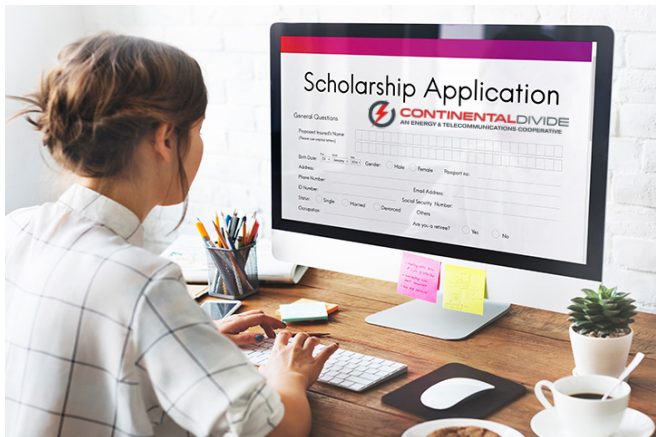 Scholarship Application
CONTINENTALDIVIDE
AN ENERGY & TELECOMMUNICATIONS COOPERATIVE
General Questions
Proposed Insured's Name
Birth Date: Gender: Male Female Passport no:
Address:
Phone Number: Email Address:
ID Number: Social Security Number:
Status: Single Married Divorced Others
Occupation: Are you a retiree? Yes No